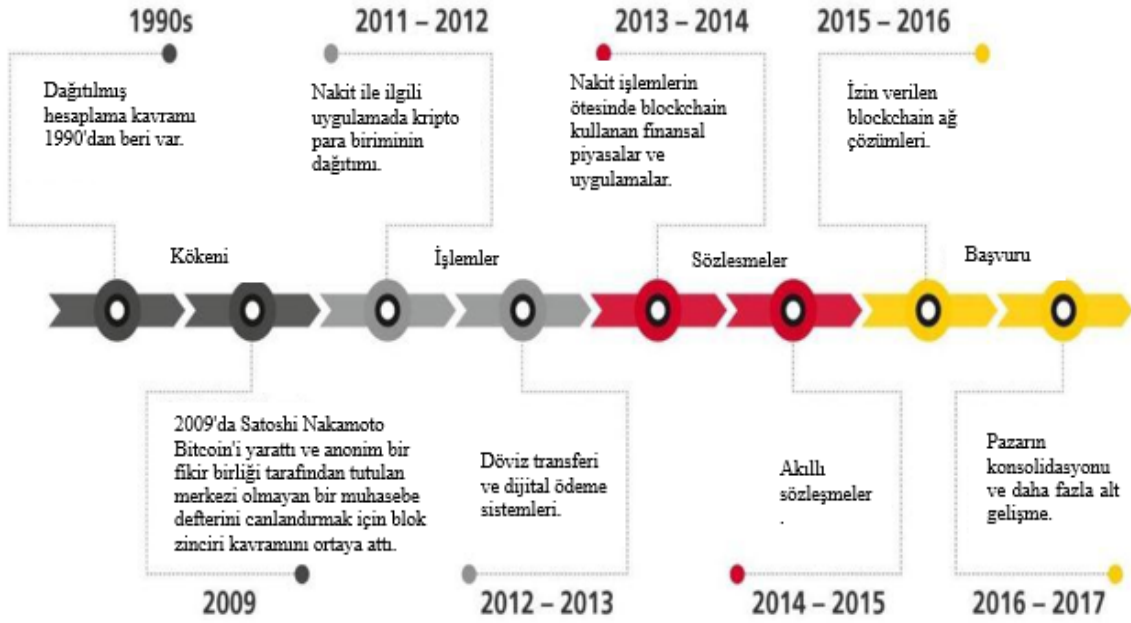 1990s
2011 – 2012
2013 – 2014
2015 – 2016
Dağıtılmış
hesaplama kavramı
1990'dan beri var.
Nakit ile ilgili
uygulamada kripto
para biriminin
dağıtımı.
Nakit işlemlerin
ötesinde blockchain
kullanan finansal
piyasalar ve
uygulamalar.
İzin verilen
blockchain ağ
çözümleri.
Kökeni
İşlemler
Sözlesmeler
Başvuru
2009'da Satoshi Nakamoto
Bitcoin'i yarattı ve anonim bir
fikir birliği tarafından tutulan
merkezi olmayan bir muhasebe
defterini canlandırmak için blok
zinciri kavramını ortaya attı.
Döviz transferi
ve dijital ödeme
sistemleri.
Akıllı
sözleşmeler
.
Pazarın
konsolidasyonu
ve daha fazla alt
gelişme.
2009
2012 – 2013
2014 – 2015
2016 – 2017